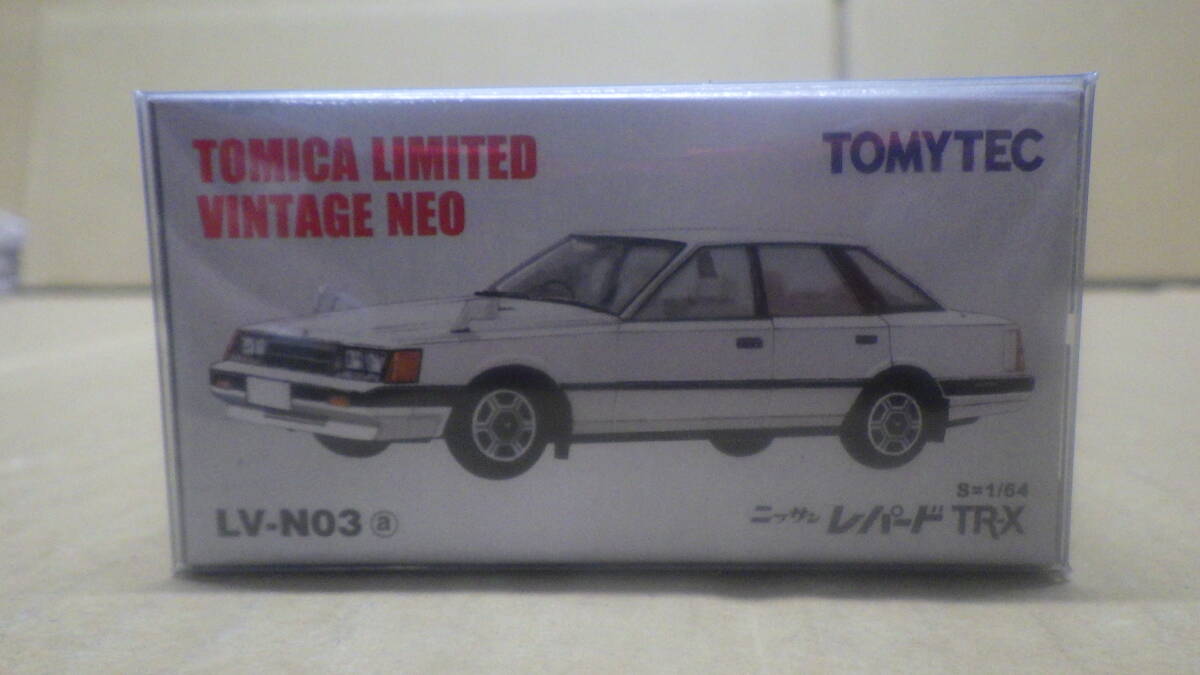 TOMICA LIMITED
VINTAGE NEO
TOMYTEC
LV-N03 ⓐ
S=1/64
ニッサン レパード TR-X